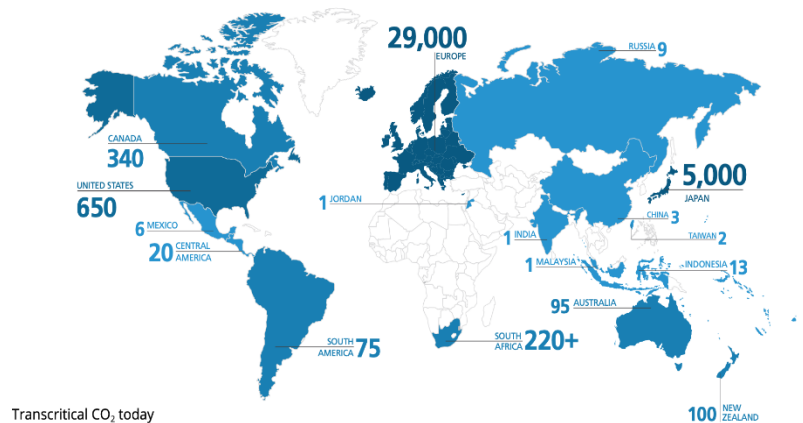 29,000
EUROPE
RUSSIA 9
CANADA
340
UNITED STATES
650
5,000
JAPAN
1 JORDAN
6 MEXICO
20 CENTRAL
AMERICA
CHINA 3
1 INDIA
TAIWAN 2
1 MALAYSIA
INDONESIA 13
95 AUSTRALIA
SOUTH
AMERICA 75
SOUTH
AFRICA 220+
100 NEW
ZEALAND
Transcritical CO₂ today